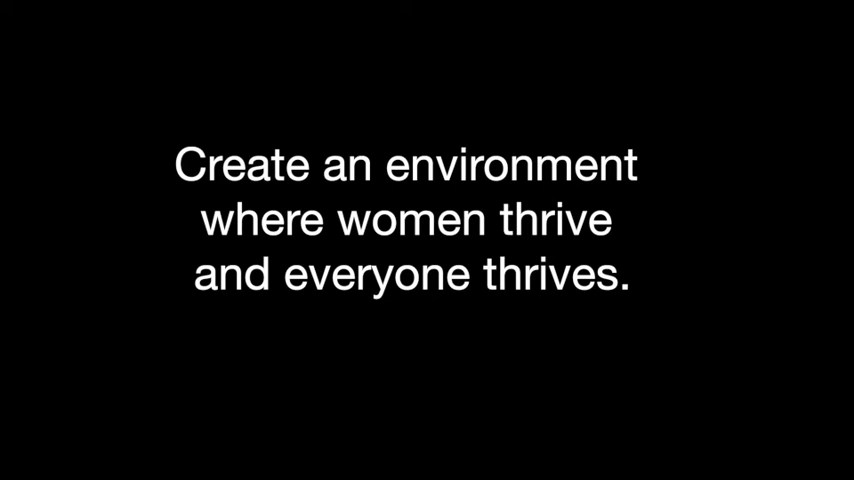 Create an environment
where women thrive
and everyone thrives.